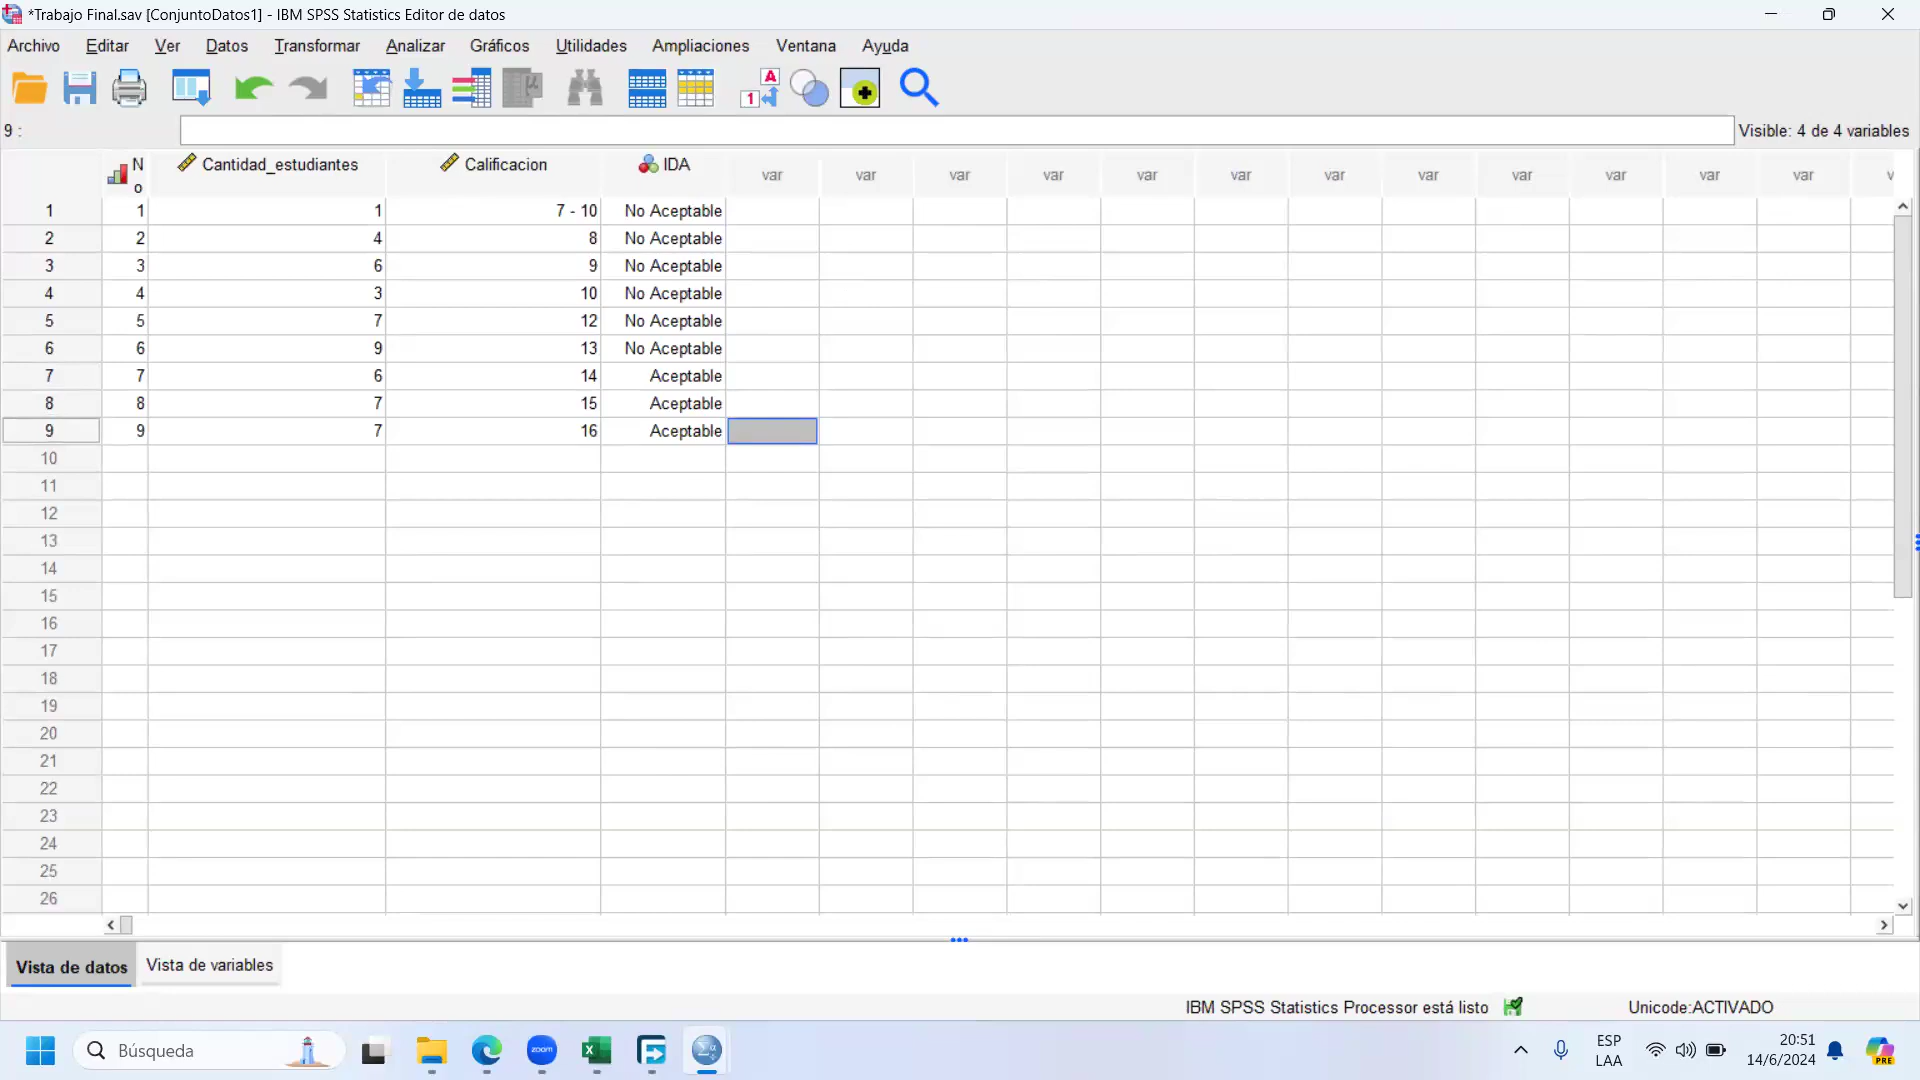 *Trabajo Final.sav [ConjuntoDatos1] - IBM SPSS Statistics Editor de datos
Archivo Editar Ver Datos Transformar Analizar Gráficos Utilidades Ampliaciones Ventana Ayuda
9 : Visible: 4 de 4 variables
No Cantidad_estudiantes Calificacion IDA var var var var var var var var var var var var v
1 1 1 7 - 10 No Aceptable
2 2 4 8 No Aceptable
3 3 6 9 No Aceptable
4 4 3 10 No Aceptable
5 5 7 12 No Aceptable
6 6 9 13 No Aceptable
7 7 6 14 Aceptable
8 8 7 15 Aceptable
9 9 7 16 Aceptable
10
11
12
13
14
15
16
17
18
19
20
21
22
23
24
25
26
Vista de datos Vista de variables
IBM SPSS Statistics Processor está listo Unicode:ACTIVADO
Búsqueda zoom ESP 20:51
LAA 14/6/2024 PRE